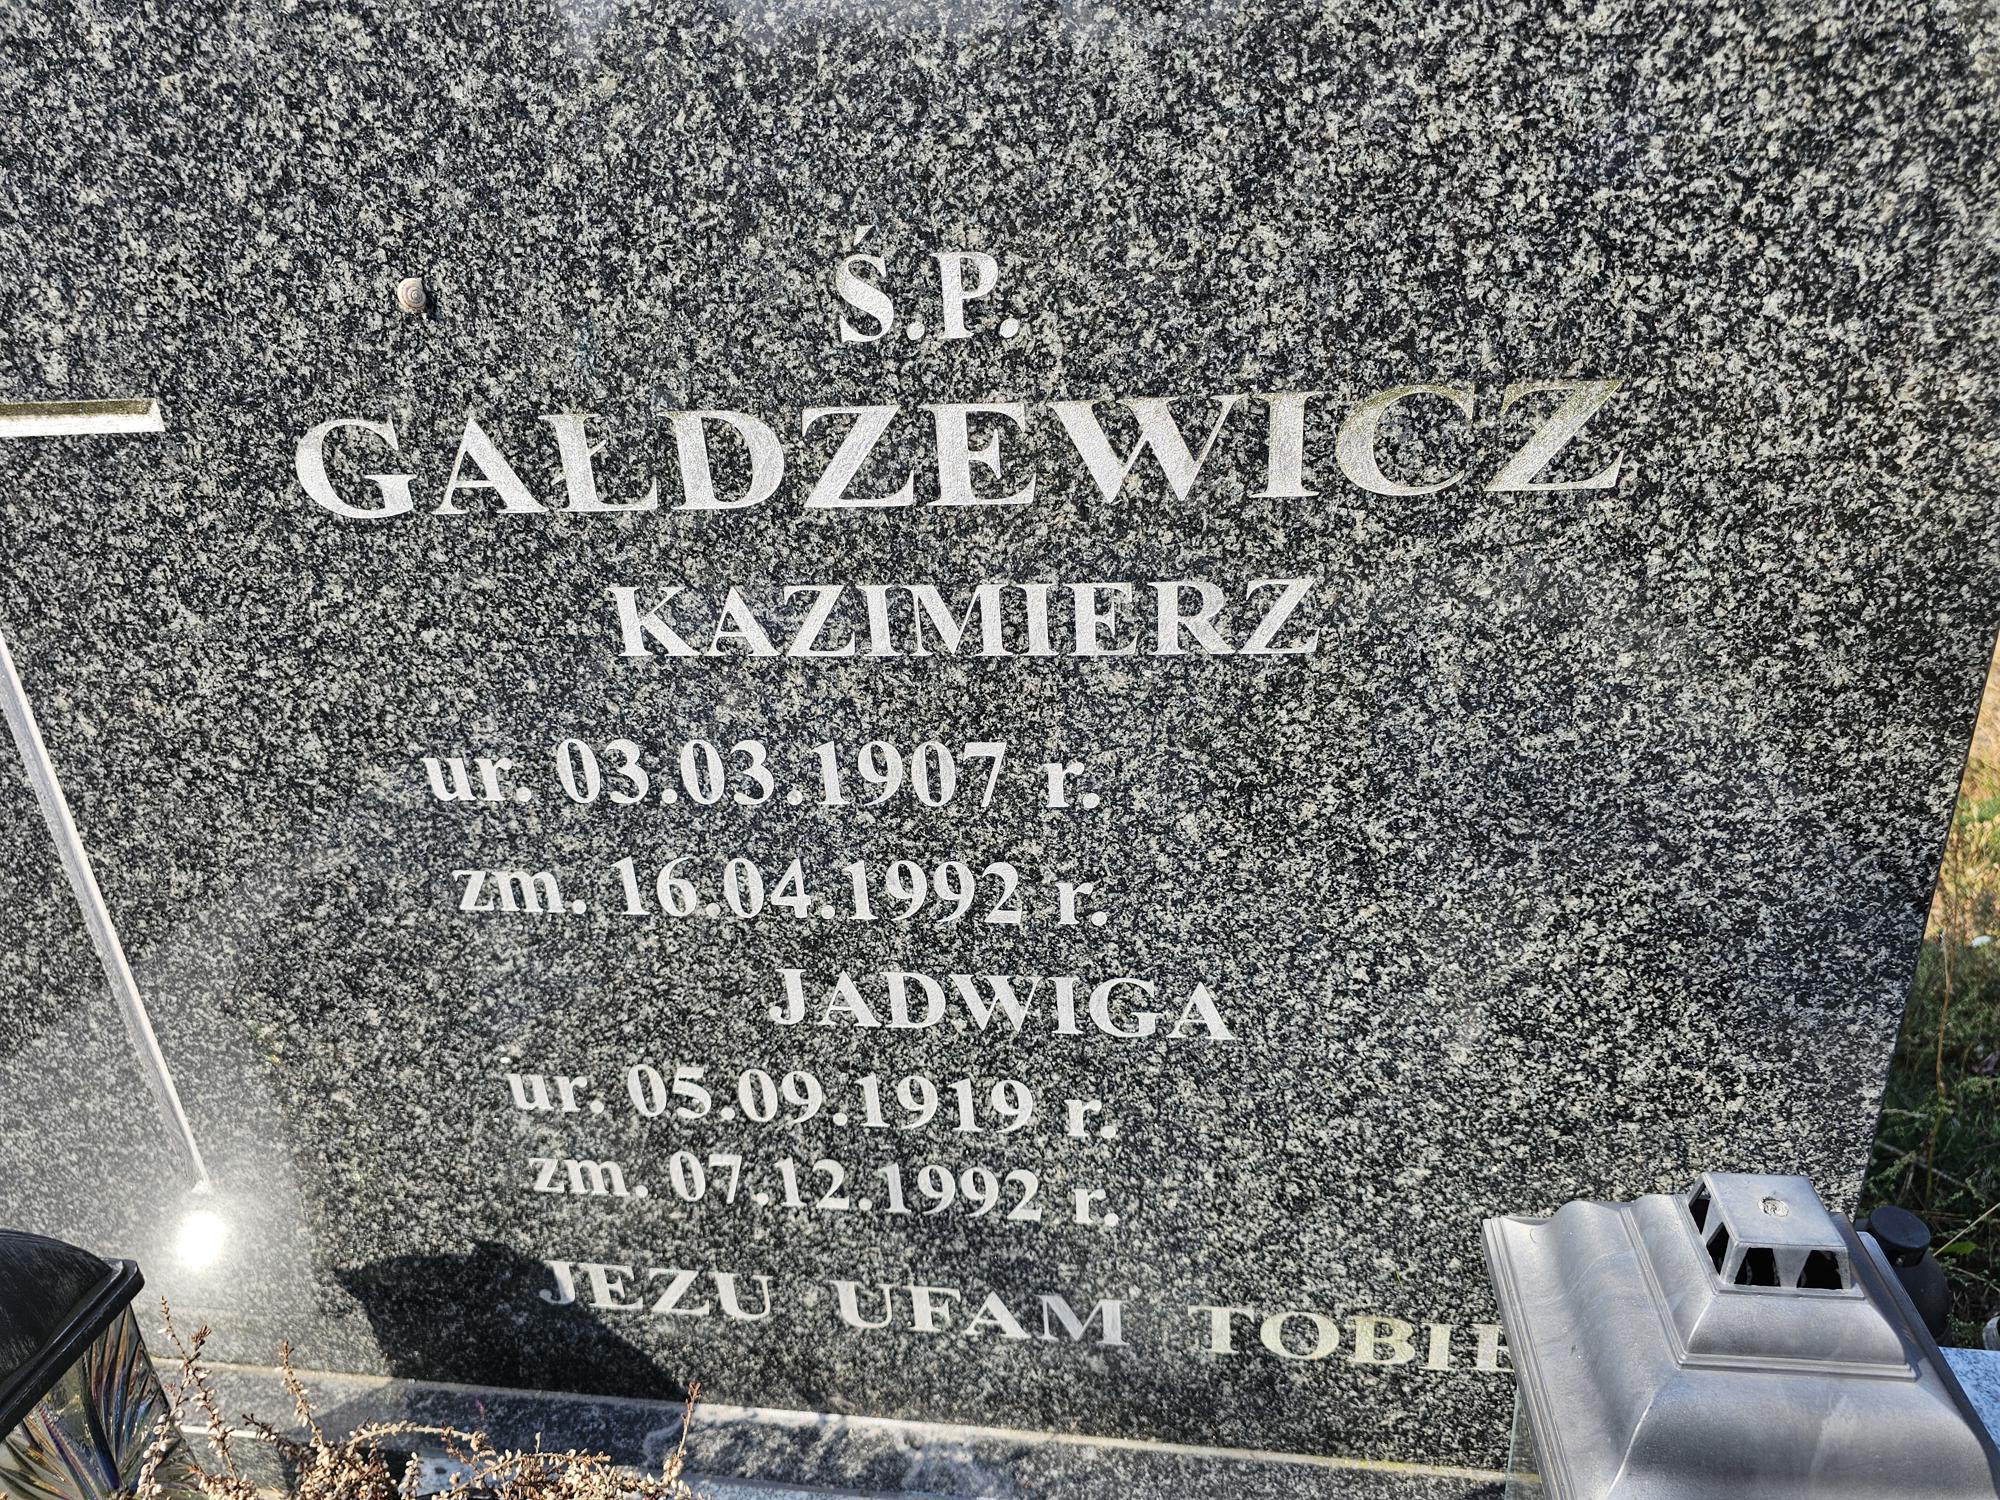 Ś.P.
GAŁDZEWICZ
KAZIMIERZ
ur. 03.03.1907 r.
zm. 16.04.1992 r.
JADWIGA
ur. 05.09.1919 r.
zm. 07.12.1992 r.
JEZU UFAM TOBIE